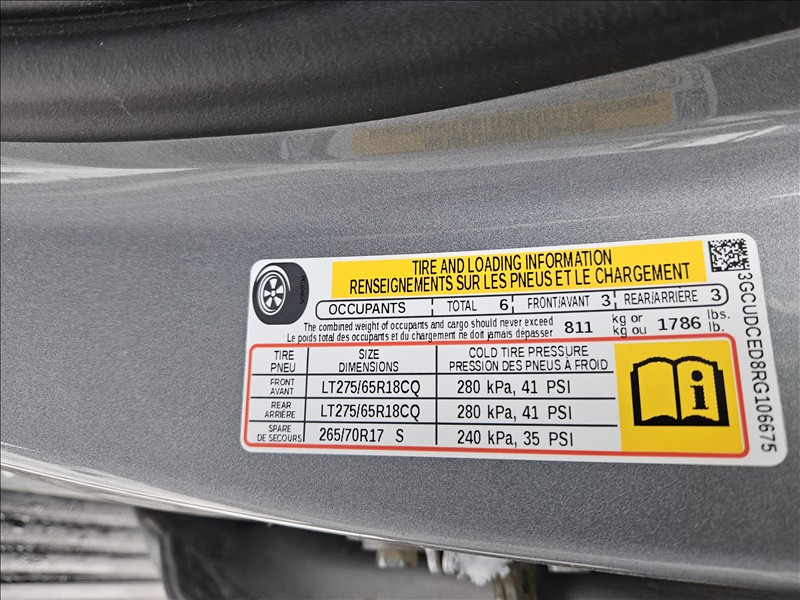 TIRE AND LOADING INFORMATION
RENSEIGNEMENTS SUR LES PNEUS ET LE CHARGEMENT
OCCUPANTS TOTAL 6 FRONT/AVANT 3 REAR/ARRIÈRE 3
The combined weight of occupants and cargo should never exceed 811 kg or 1786 lbs.
Le poids total des occupants et du chargement ne doit jamais dépasser kg ou lb.
TIRE SIZE COLD TIRE PRESSURE
PNEU DIMENSIONS PRESSION DES PNEUS À FROID
FRONT AVANT LT275/65R18CQ 280 kPa, 41 PSI
REAR ARRIÈRE LT275/65R18CQ 280 kPa, 41 PSI
SPARE DE SECOURS 265/70R17 S 240 kPa, 35 PSI
3GCUDCED8RG106675